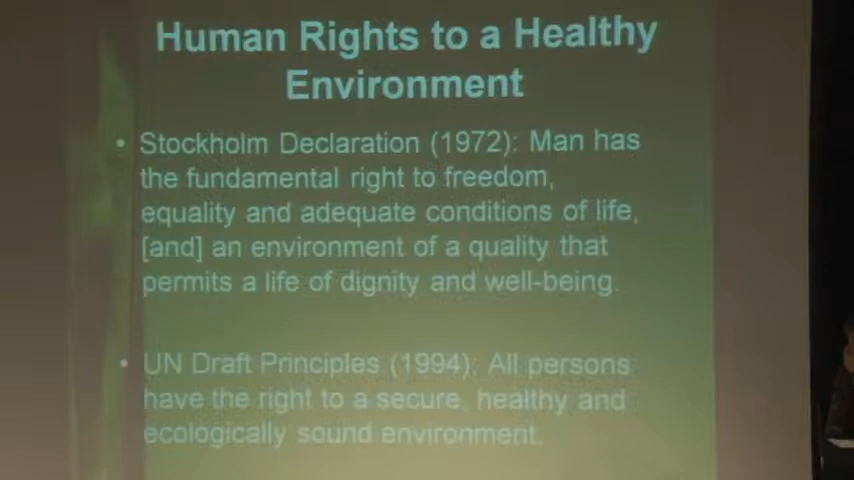 Human Rights to a Healthy
Environment
• Stockholm Declaration (1972): Man has
the fundamental right to freedom,
equality and adequate conditions of life,
[and] an environment of a quality that
permits a life of dignity and well-being.
• UN Draft Principles (1994): All persons
have the right to a secure, healthy and
ecologically sound environment.